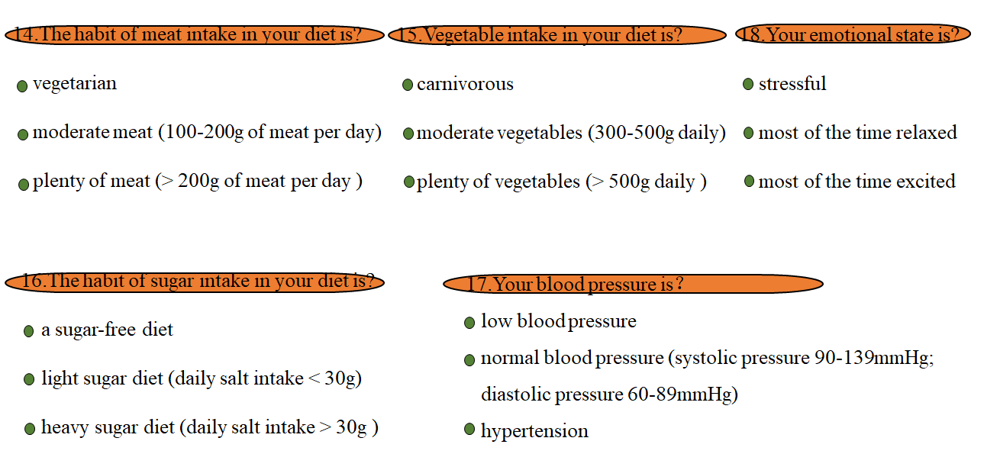 14.The habit of meat intake in your diet is?
vegetarian
moderate meat (100-200g of meat per day)
plenty of meat (> 200g of meat per day )
15.Vegetable intake in your diet is?
carnivorous
moderate vegetables (300-500g daily)
plenty of vegetables (> 500g daily )
18.Your emotional state is?
stressful
most of the time relaxed
most of the time excited
16.The habit of sugar intake in your diet is?
a sugar-free diet
light sugar diet (daily salt intake < 30g)
heavy sugar diet (daily salt intake > 30g )
17.Your blood pressure is?
low blood pressure
normal blood pressure (systolic pressure 90-139mmHg;
diastolic pressure 60-89mmHg)
hypertension